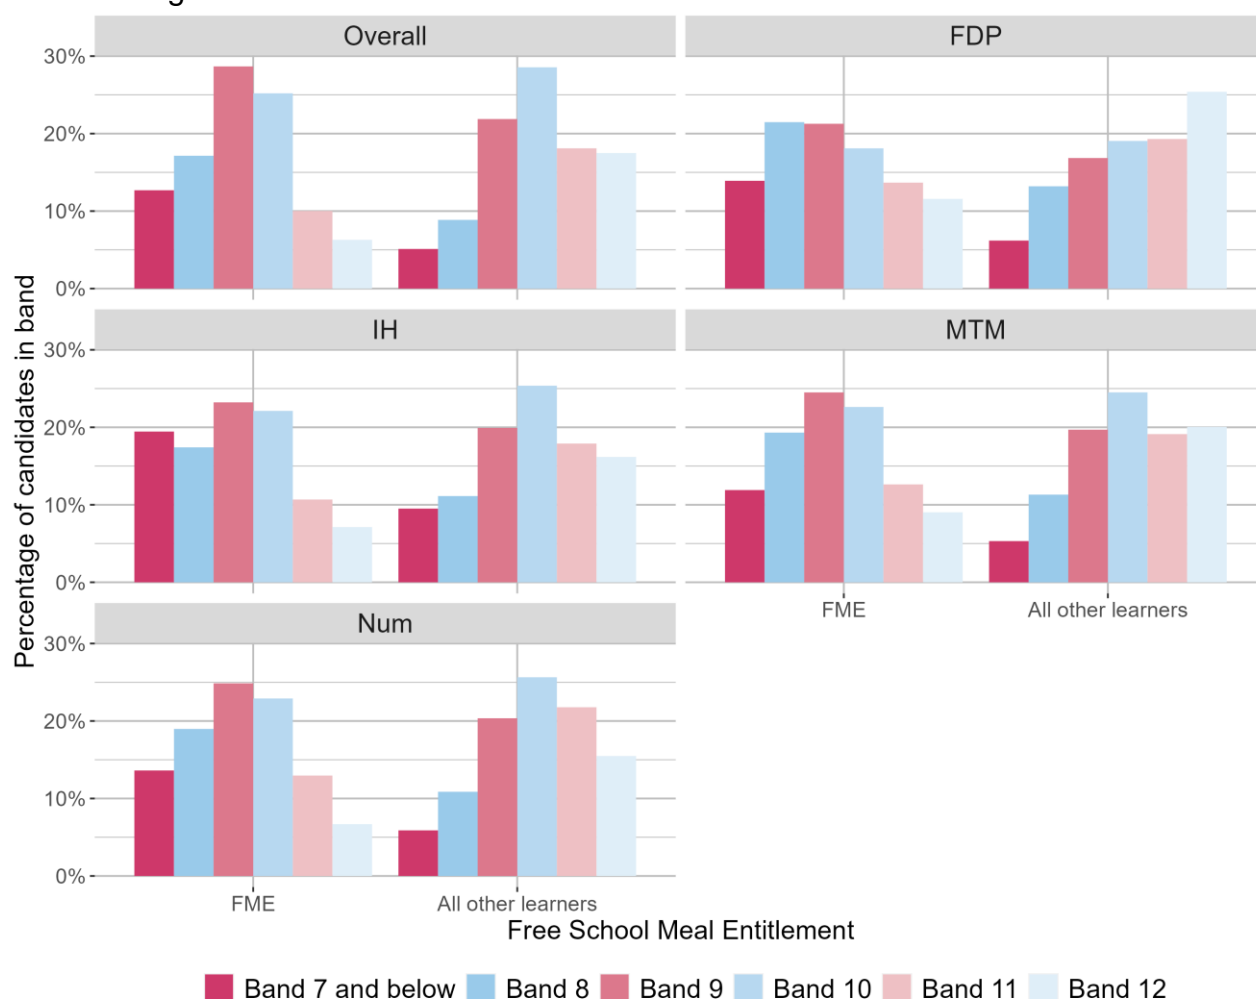 Overall
FDP
30%
20%
10%
0%
IH
MTM
30%
20%
10%
0%
FME
All other learners
Num
30%
20%
10%
0%
FME
All other learners
Percentage of candidates in band
Free School Meal Entitlement
Band 7 and below
Band 8
Band 9
Band 10
Band 11
Band 12